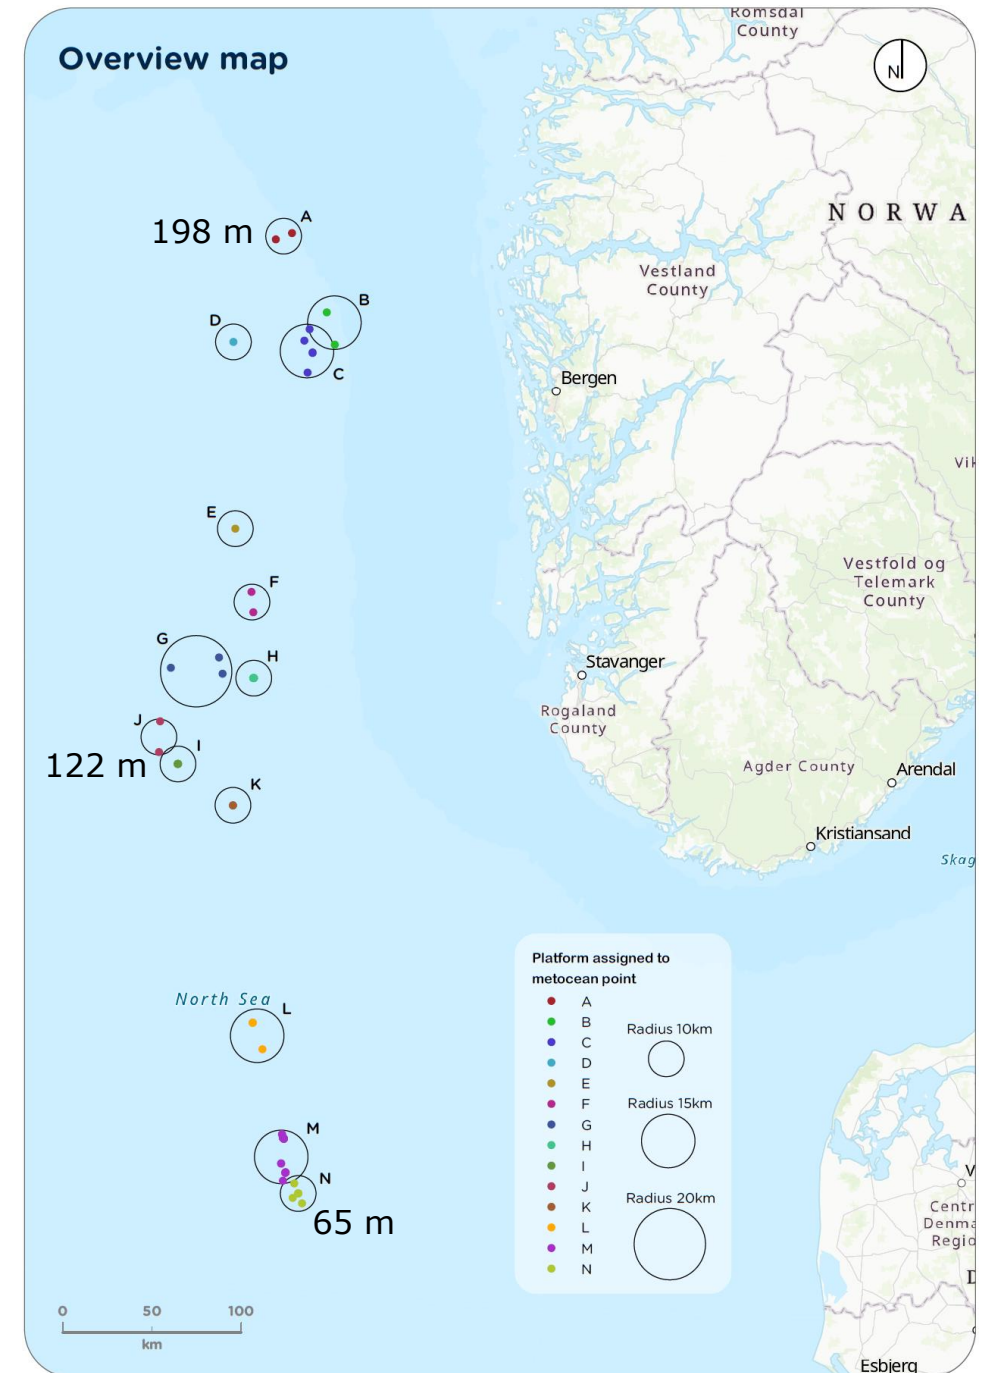 Overview map
Romsdal
County
N
NORWA
198 m
A
Vestland
County
B
D
C
Bergen
Vik
E
Vestfold og
Telemark
County
F
G
H
Stavanger
Rogaland
County
J
I
122 m
Agder County
Arendal
K
Kristiansand
Skag
North Sea
L
Platform assigned to
metocean point
A
B
C
D
E
F
G
H
I
J
K
L
M
N
Radius 10km
Radius 15km
Radius 20km
M
N
65 m
V
Centr
Denma
Regio
D
0 50 100
km
Esbjerg